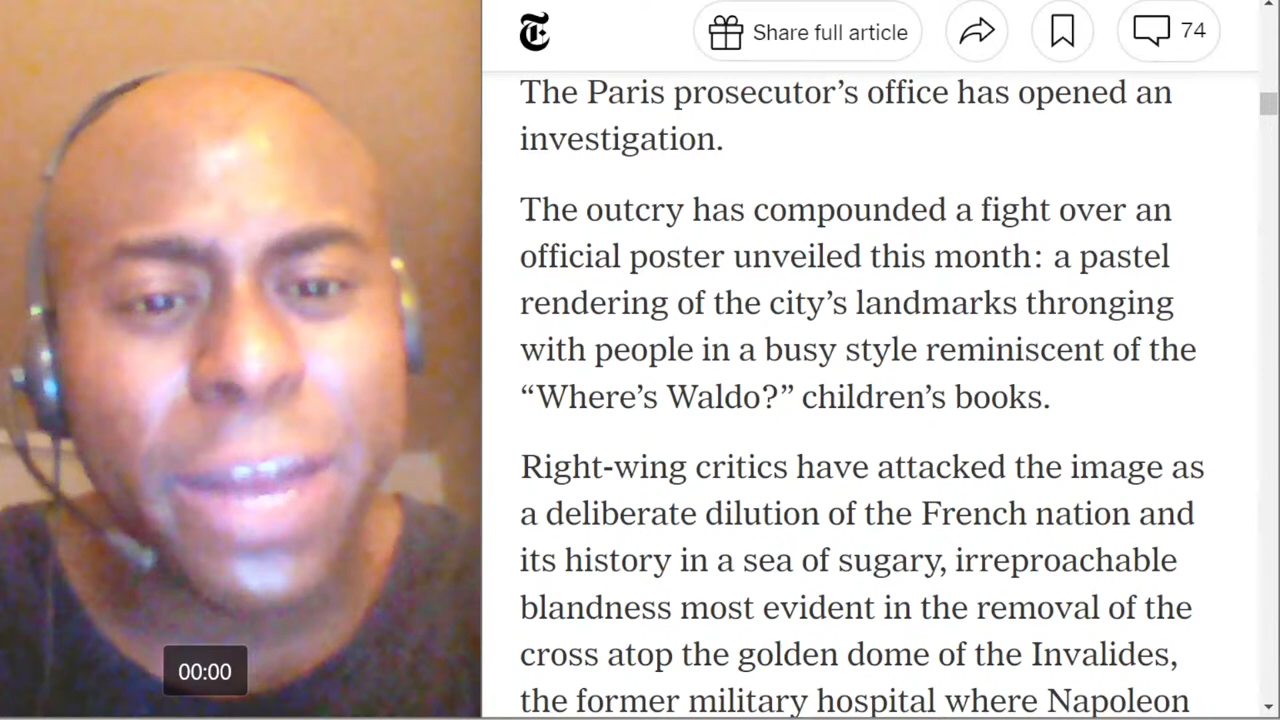 Share full article
74
The Paris prosecutor’s office has opened an
investigation.
The outcry has compounded a fight over an
official poster unveiled this month: a pastel
rendering of the city’s landmarks thronging
with people in a busy style reminiscent of the
“Where’s Waldo?” children’s books.
Right-wing critics have attacked the image as
a deliberate dilution of the French nation and
its history in a sea of sugary, irreproachable
blandness most evident in the removal of the
cross atop the golden dome of the Invalides,
the former military hospital where Napoleon
00:00